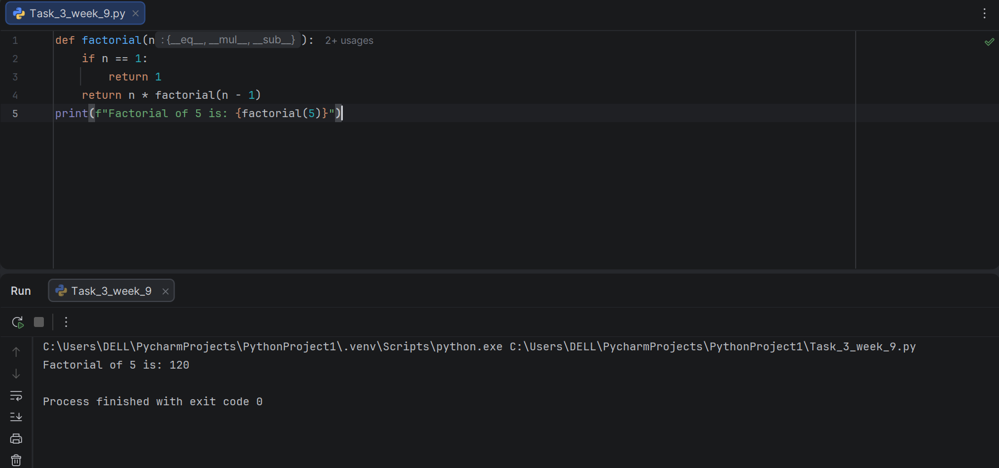 Task_3_week_9.py
1 def factorial(n :{__eq__, __mul__, __sub__} ): 2+ usages
2     if n == 1:
3         return 1
4     return n * factorial(n - 1)
5 print(f"Factorial of 5 is: {factorial(5)}")
Run Task_3_week_9
C:\Users\DELL\PycharmProjects\PythonProject1\.venv\Scripts\python.exe C:\Users\DELL\PycharmProjects\PythonProject1\Task_3_week_9.py
Factorial of 5 is: 120
Process finished with exit code 0